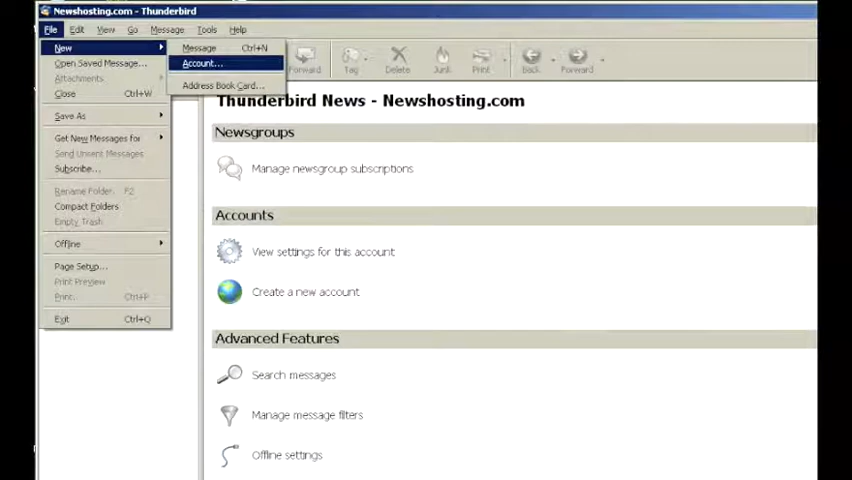 Newshosting.com - Thunderbird
File Edit View Go Message Tools Help
New
Open Saved Message...
Attachments
Close Ctrl+W
Save As
Get New Messages for
Send Unsent Messages
Subscribe...
Rename Folder F2
Compact Folders
Empty Trash
Offline
Page Setup...
Print Preview
Print... Ctrl+P
Exit Ctrl+Q
Message Ctrl+N
Account...
Address Book Card...
Forward Tag Delete Junk Print Back Forward
Thunderbird News - Newshosting.com
Newsgroups
Manage newsgroup subscriptions
Accounts
View settings for this account
Create a new account
Advanced Features
Search messages
Manage message filters
Offline settings